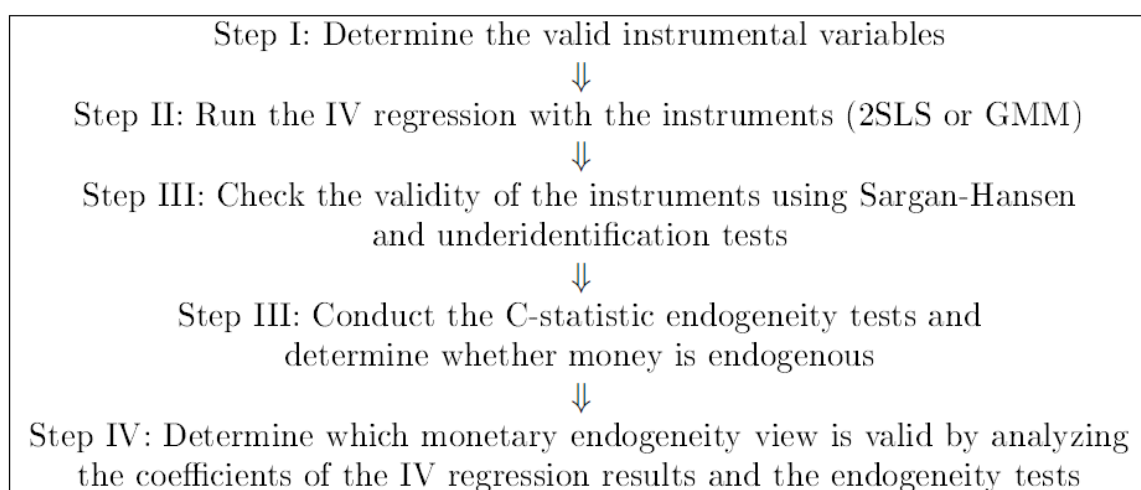 Step I: Determine the valid instrumental variables
⇓
Step II: Run the IV regression with the instruments (2SLS or GMM)
⇓
Step III: Check the validity of the instruments using Sargan-Hansen
and underidentification tests
⇓
Step III: Conduct the C-statistic endogeneity tests and
determine whether money is endogenous
⇓
Step IV: Determine which monetary endogeneity view is valid by analyzing
the coefficients of the IV regression results and the endogeneity tests